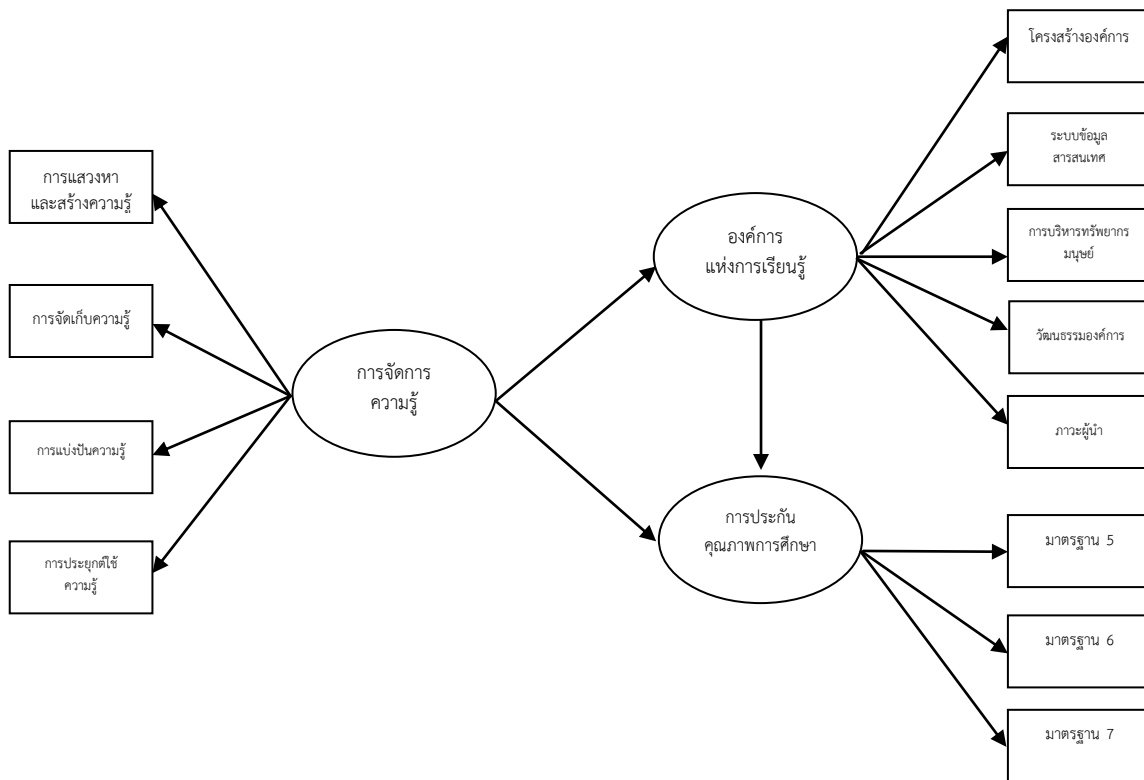 การแสวงหา
และสร้างความรู้
การจัดเก็บความรู้
การแบ่งปันความรู้
การประยุกต์ใช้
ความรู้
การจัดการ
ความรู้
องค์การ
แห่งการเรียนรู้
การประกัน
คุณภาพการศึกษา
โครงสร้างองค์การ
ระบบข้อมูล
สารสนเทศ
การบริหารทรัพยากร
มนุษย์
วัฒนธรรมองค์การ
ภาวะผู้นำ
มาตรฐาน 5
มาตรฐาน 6
มาตรฐาน 7